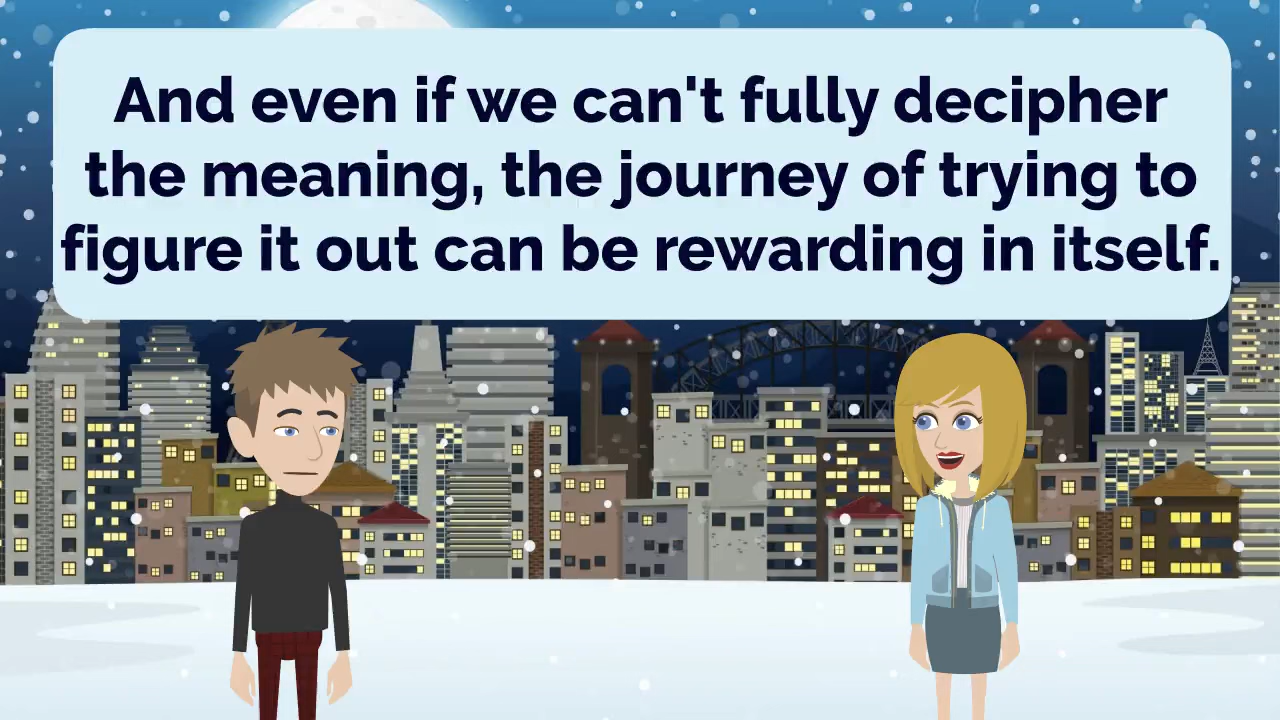 And even if we can't fully decipher
the meaning, the journey of trying to
figure it out can be rewarding in itself.